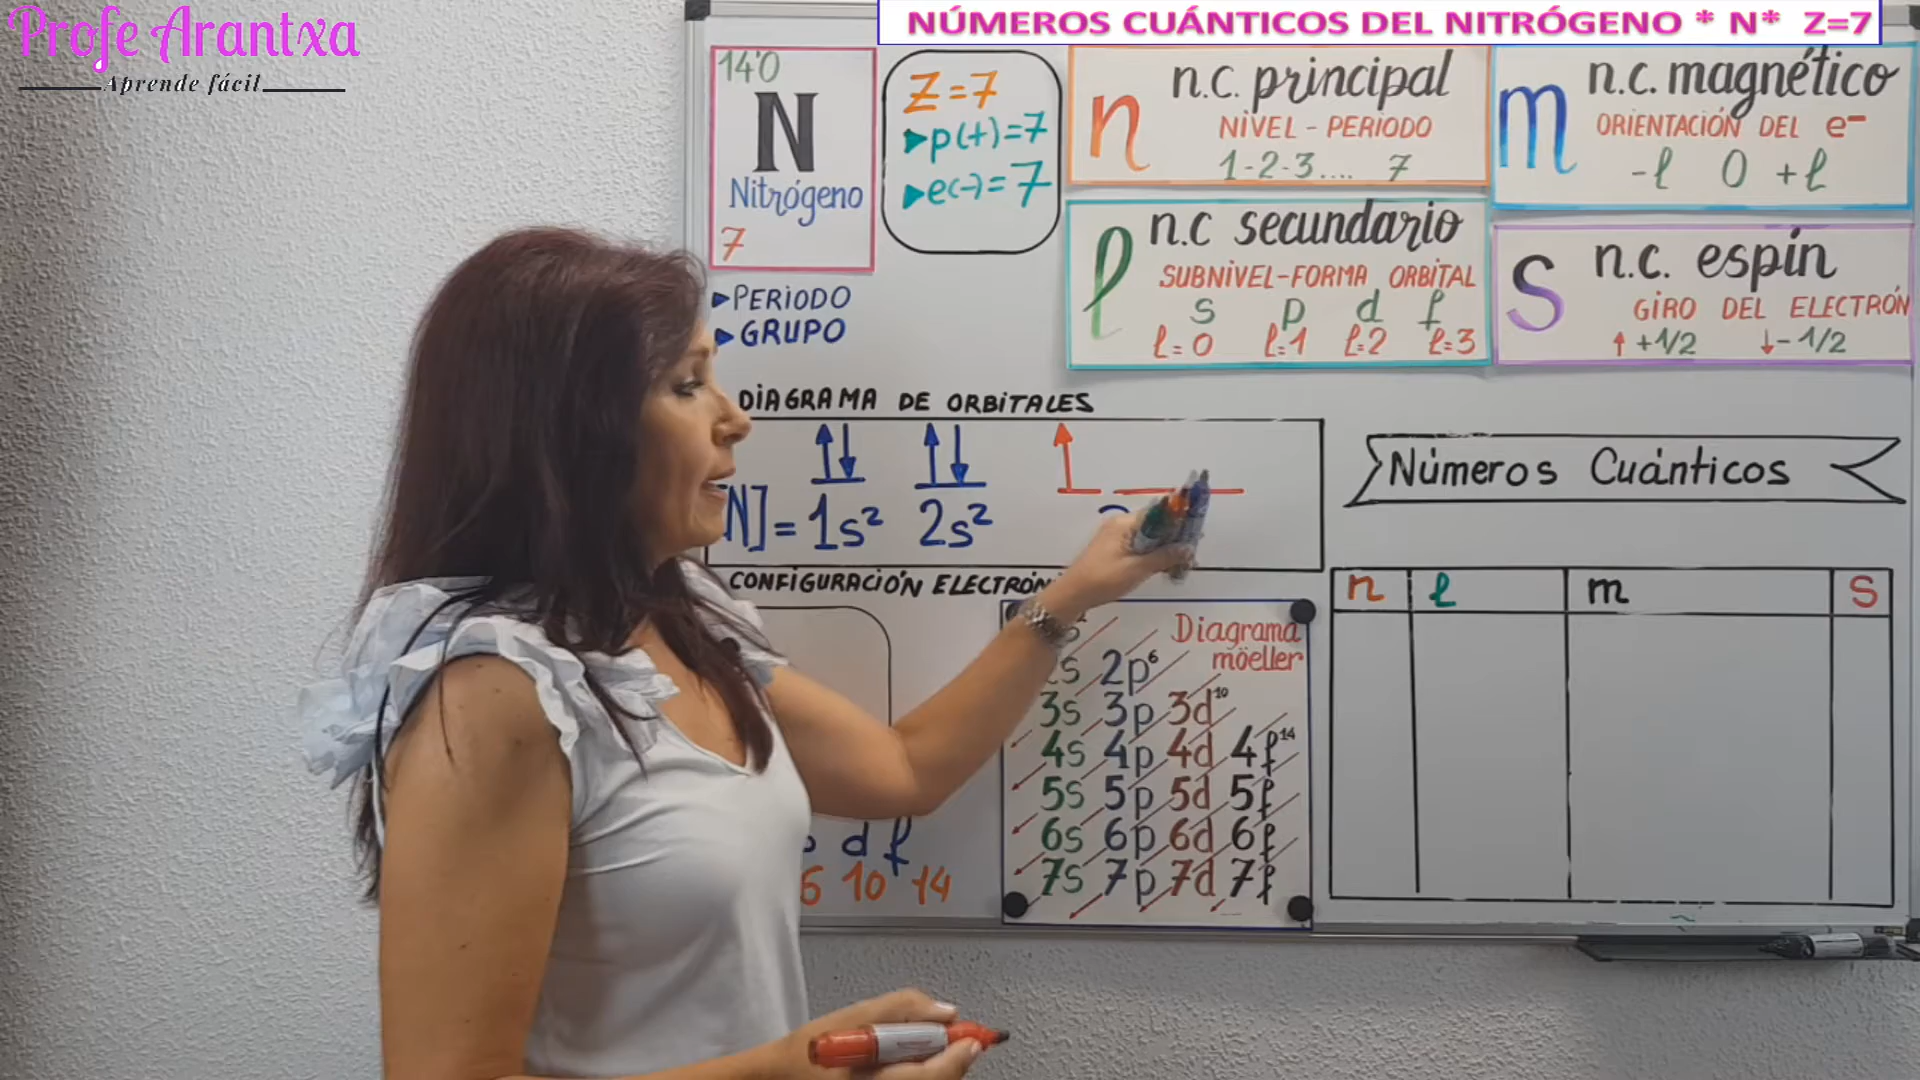 Profe Arantxa
Aprende fácil
NÚMEROS CUÁNTICOS DEL NITRÓGENO * N* Z=7
14'0
N
Nitrógeno
7
Z=7
▶p(+)=7
▶e(-)=7
n
n.c. principal
NIVEL - PERIODO
1-2-3.... 7
m
n.c. magnético
ORIENTACIÓN DEL e⁻
-l 0 +l
l
n.c secundario
SUBNIVEL-FORMA ORBITAL
s p d f
l=0 l=1 l=2 l=3
S
n.c. espín
GIRO DEL ELECTRÓN
↑+1/2 ↓-1/2
▶PERIODO
▶GRUPO
DIAGRAMA DE ORBITALES
N]= 1s² 2s²
CONFIGURACIÓN ELECTRÓN
Números Cuánticos
n l m s
Diagrama
möeller
2p⁶
3s 3p 3d¹⁰
4s 4p 4d 4f¹⁴
5s 5p 5d 5f
6s 6p 6d 6f
7s 7p 7d 7f
d f
6 10 14